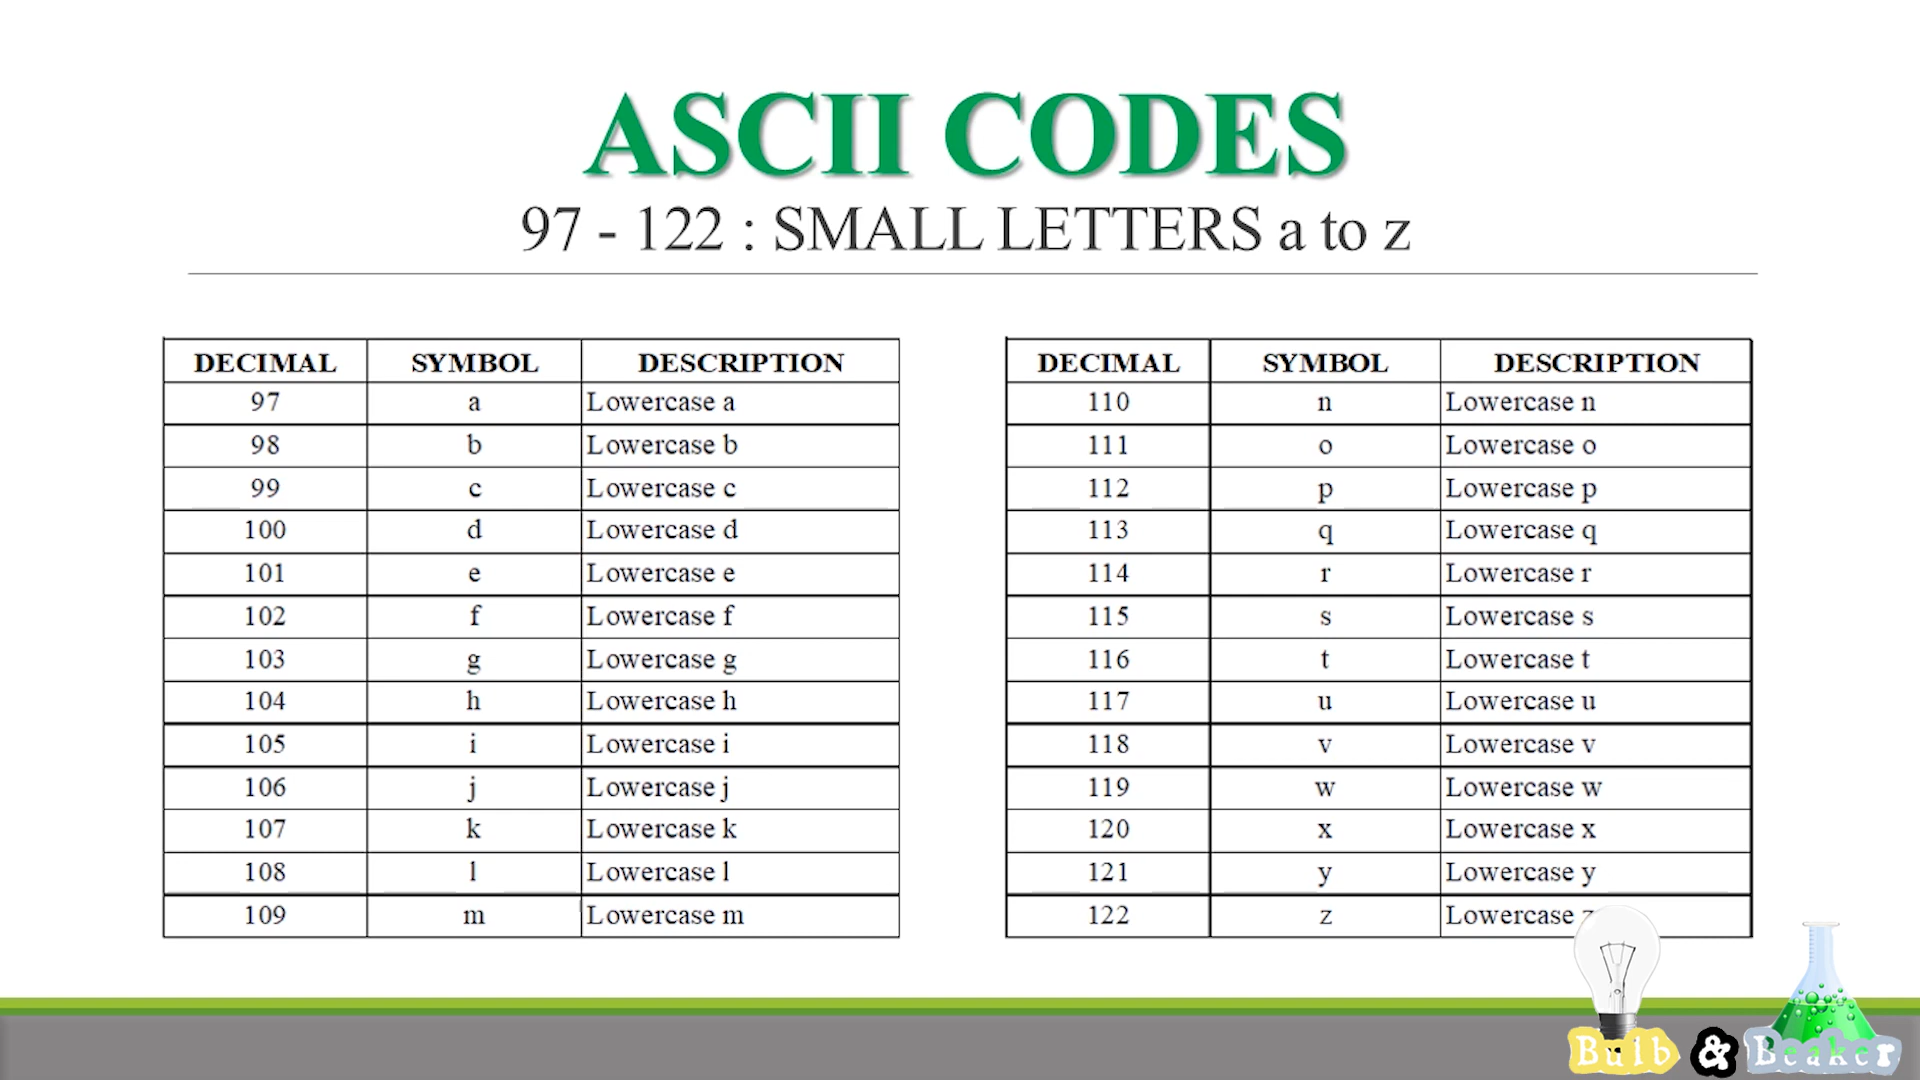 ASCII CODES
97 - 122 : SMALL LETTERS a to z
DECIMAL SYMBOL DESCRIPTION
97 a Lowercase a
98 b Lowercase b
99 c Lowercase c
100 d Lowercase d
101 e Lowercase e
102 f Lowercase f
103 g Lowercase g
104 h Lowercase h
105 i Lowercase i
106 j Lowercase j
107 k Lowercase k
108 l Lowercase l
109 m Lowercase m
DECIMAL SYMBOL DESCRIPTION
110 n Lowercase n
111 o Lowercase o
112 p Lowercase p
113 q Lowercase q
114 r Lowercase r
115 s Lowercase s
116 t Lowercase t
117 u Lowercase u
118 v Lowercase v
119 w Lowercase w
120 x Lowercase x
121 y Lowercase y
122 z Lowercase z
Bulb & Beaker